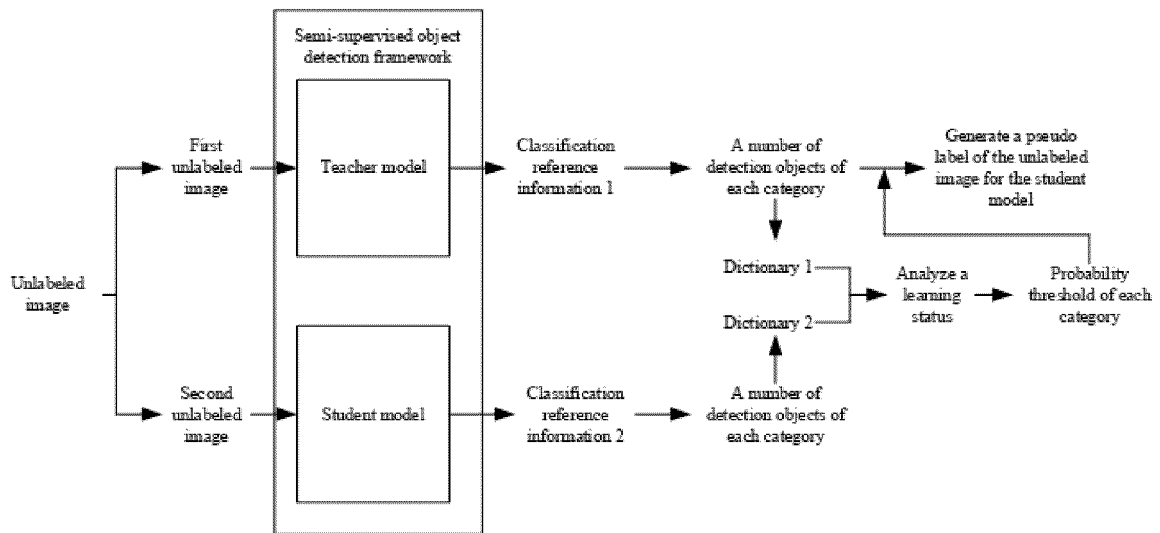 Semi-supervised object
detection framework
First
unlabeled
image
Teacher model
Classification
reference
information 1
A number of
detection objects of
each category
Generate a pseudo
label of the unlabeled
image for the student
model
Unlabeled
image
Dictionary 1
Dictionary 2
Analyze a
learning
status
Probability
threshold of each
category
Second
unlabeled
image
Student model
Classification
reference
information 2
A number of
detection objects of
each category